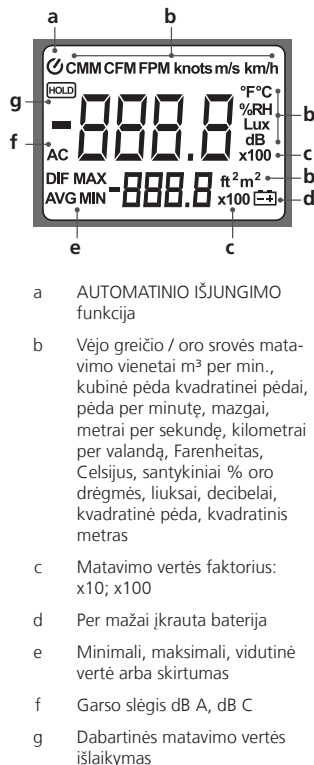 a b
CMM CFM FPM knots m/s km/h
g HOLD -888.8 °F°C
%RH b
Lux
f dB
AC x100 c
DIF MAX -888.8 ft²m² b
AVG MIN x100 d
e c
a AUTOMATINIO IŠJUNGIMO
funkcija
b Vėjo greičio / oro srovės mata-
vimo vienetai m³ per min.,
kubinė pėda kvadratinei pėdai,
pėda per minutę, mazgai,
metrai per sekundę, kilometrai
per valandą, Farenheitas,
Celsijus, santykiniai % oro
drėgmės, liuksai, decibelai,
kvadratinė pėda, kvadratinis
metras
c Matavimo vertės faktorius:
x10; x100
d Per mažai įkrauta baterija
e Minimali, maksimali, vidutinė
vertė arba skirtumas
f Garso slėgis dB A, dB C
g Dabartinės matavimo vertės
išlaikymas